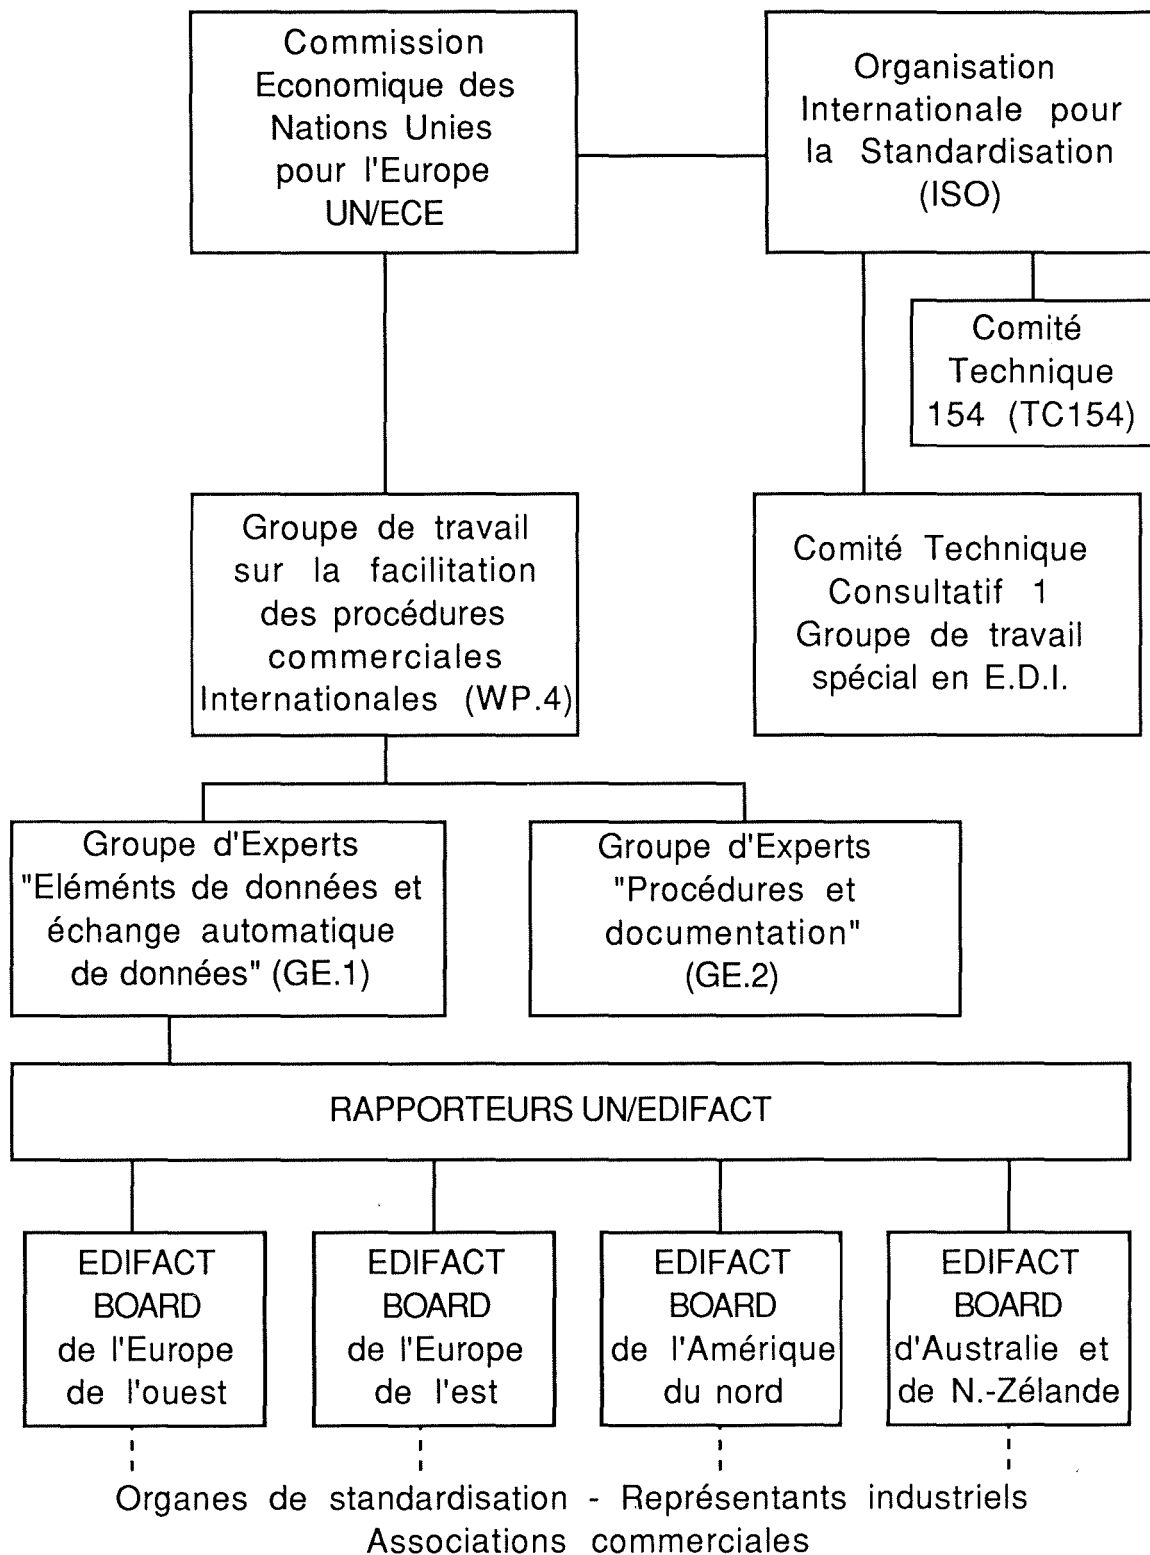 Commission
Economique des
Nations Unies
pour l'Europe
UN/ECE
Organisation
Internationale pour
la Standardisation
(ISO)
Comité
Technique
154 (TC154)
Groupe de travail
sur la facilitation
des procédures
commerciales
Internationales (WP.4)
Comité Technique
Consultatif 1
Groupe de travail
spécial en E.D.I.
Groupe d'Experts
"Eléménts de données et
échange automatique
de données" (GE.1)
Groupe d'Experts
"Procédures et
documentation"
(GE.2)
RAPPORTEURS UN/EDIFACT
EDIFACT
BOARD
de l'Europe
de l'ouest
EDIFACT
BOARD
de l'Europe
de l'est
EDIFACT
BOARD
de l'Amérique
du nord
EDIFACT
BOARD
d'Australie et
de N.-Zélande
Organes de standardisation - Représentants industriels
Associations commerciales